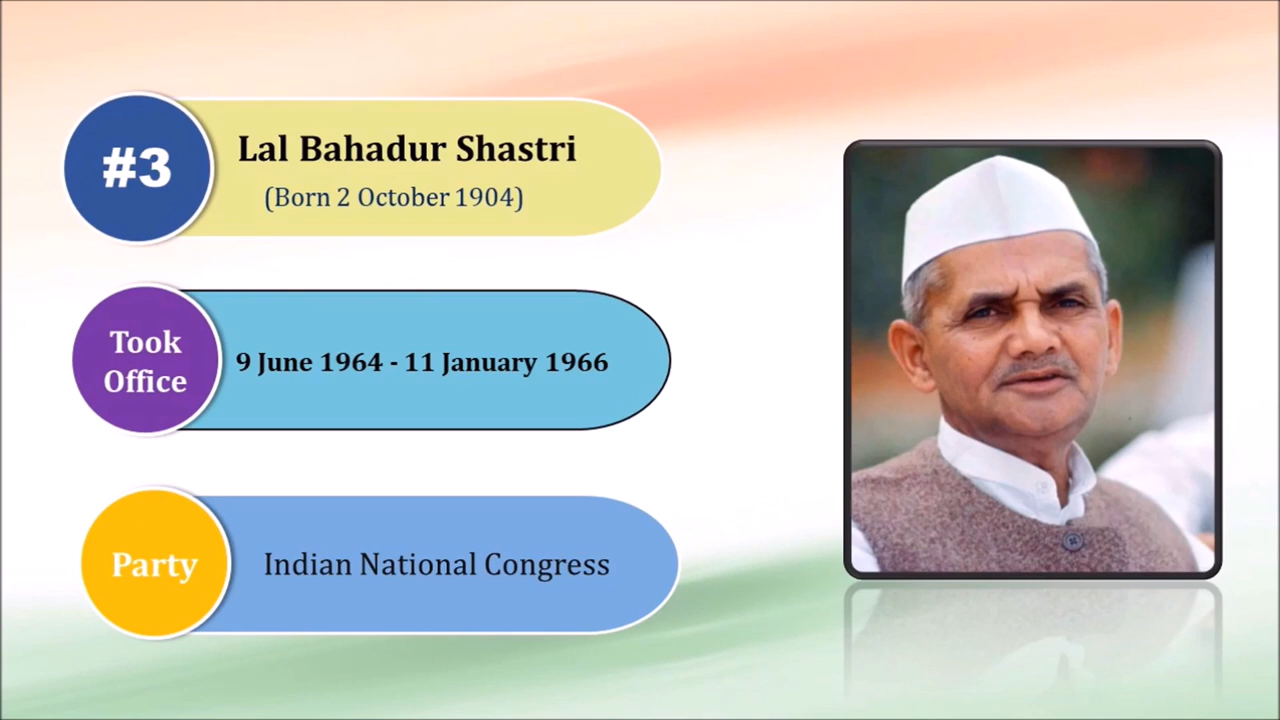 #3
Lal Bahadur Shastri
(Born 2 October 1904)
Took
Office
9 June 1964 - 11 January 1966
Party
Indian National Congress